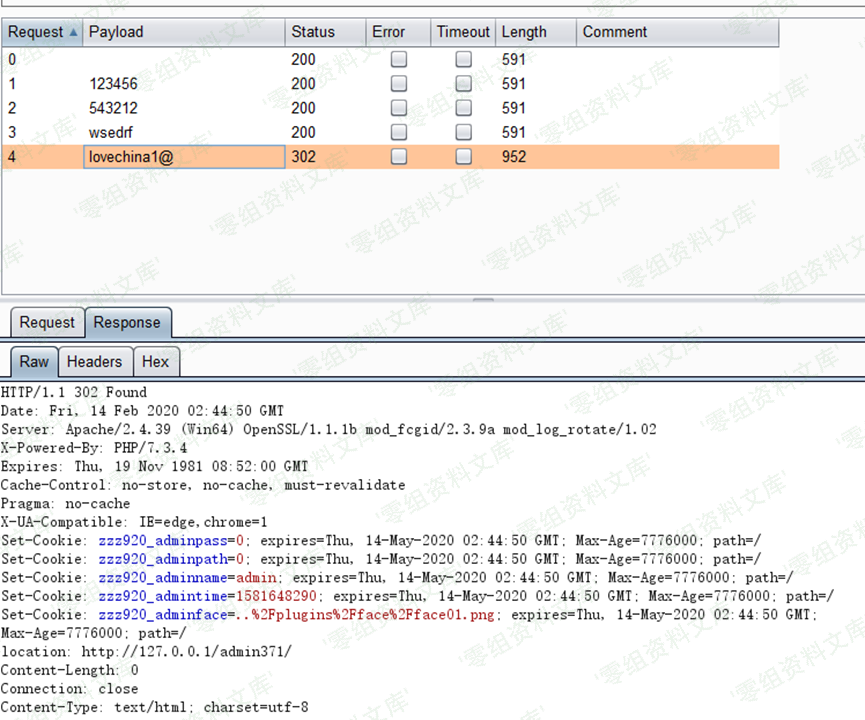 Request Payload Status Error Timeout Length Comment
0 200 591
1 123456 200 591
2 543212 200 591
3 wsedrf 200 591
4 lovechina1@ 302 952
Request Response
Raw Headers Hex
HTTP/1.1 302 Found
Date: Fri, 14 Feb 2020 02:44:50 GMT
Server: Apache/2.4.39 (Win64) OpenSSL/1.1.1b mod_fcgid/2.3.9a mod_log_rotate/1.02
X-Powered-By: PHP/7.3.4
Expires: Thu, 19 Nov 1981 08:52:00 GMT
Cache-Control: no-store, no-cache, must-revalidate
Pragma: no-cache
X-UA-Compatible: IE=edge,chrome=1
Set-Cookie: zzz920_adminpass=0; expires=Thu, 14-May-2020 02:44:50 GMT; Max-Age=7776000; path=/
Set-Cookie: zzz920_adminpath=0; expires=Thu, 14-May-2020 02:44:50 GMT; Max-Age=7776000; path=/
Set-Cookie: zzz920_adminname=admin; expires=Thu, 14-May-2020 02:44:50 GMT; Max-Age=7776000; path=/
Set-Cookie: zzz920_admintime=1581648290; expires=Thu, 14-May-2020 02:44:50 GMT; Max-Age=7776000; path=/
Set-Cookie: zzz920_adminface=..%2Fplugins%2Fface%2Fface01.png; expires=Thu, 14-May-2020 02:44:50 GMT;
Max-Age=7776000; path=/
location: http://127.0.0.1/admin371/
Content-Length: 0
Connection: close
Content-Type: text/html; charset=utf-8
'零组资料文库'